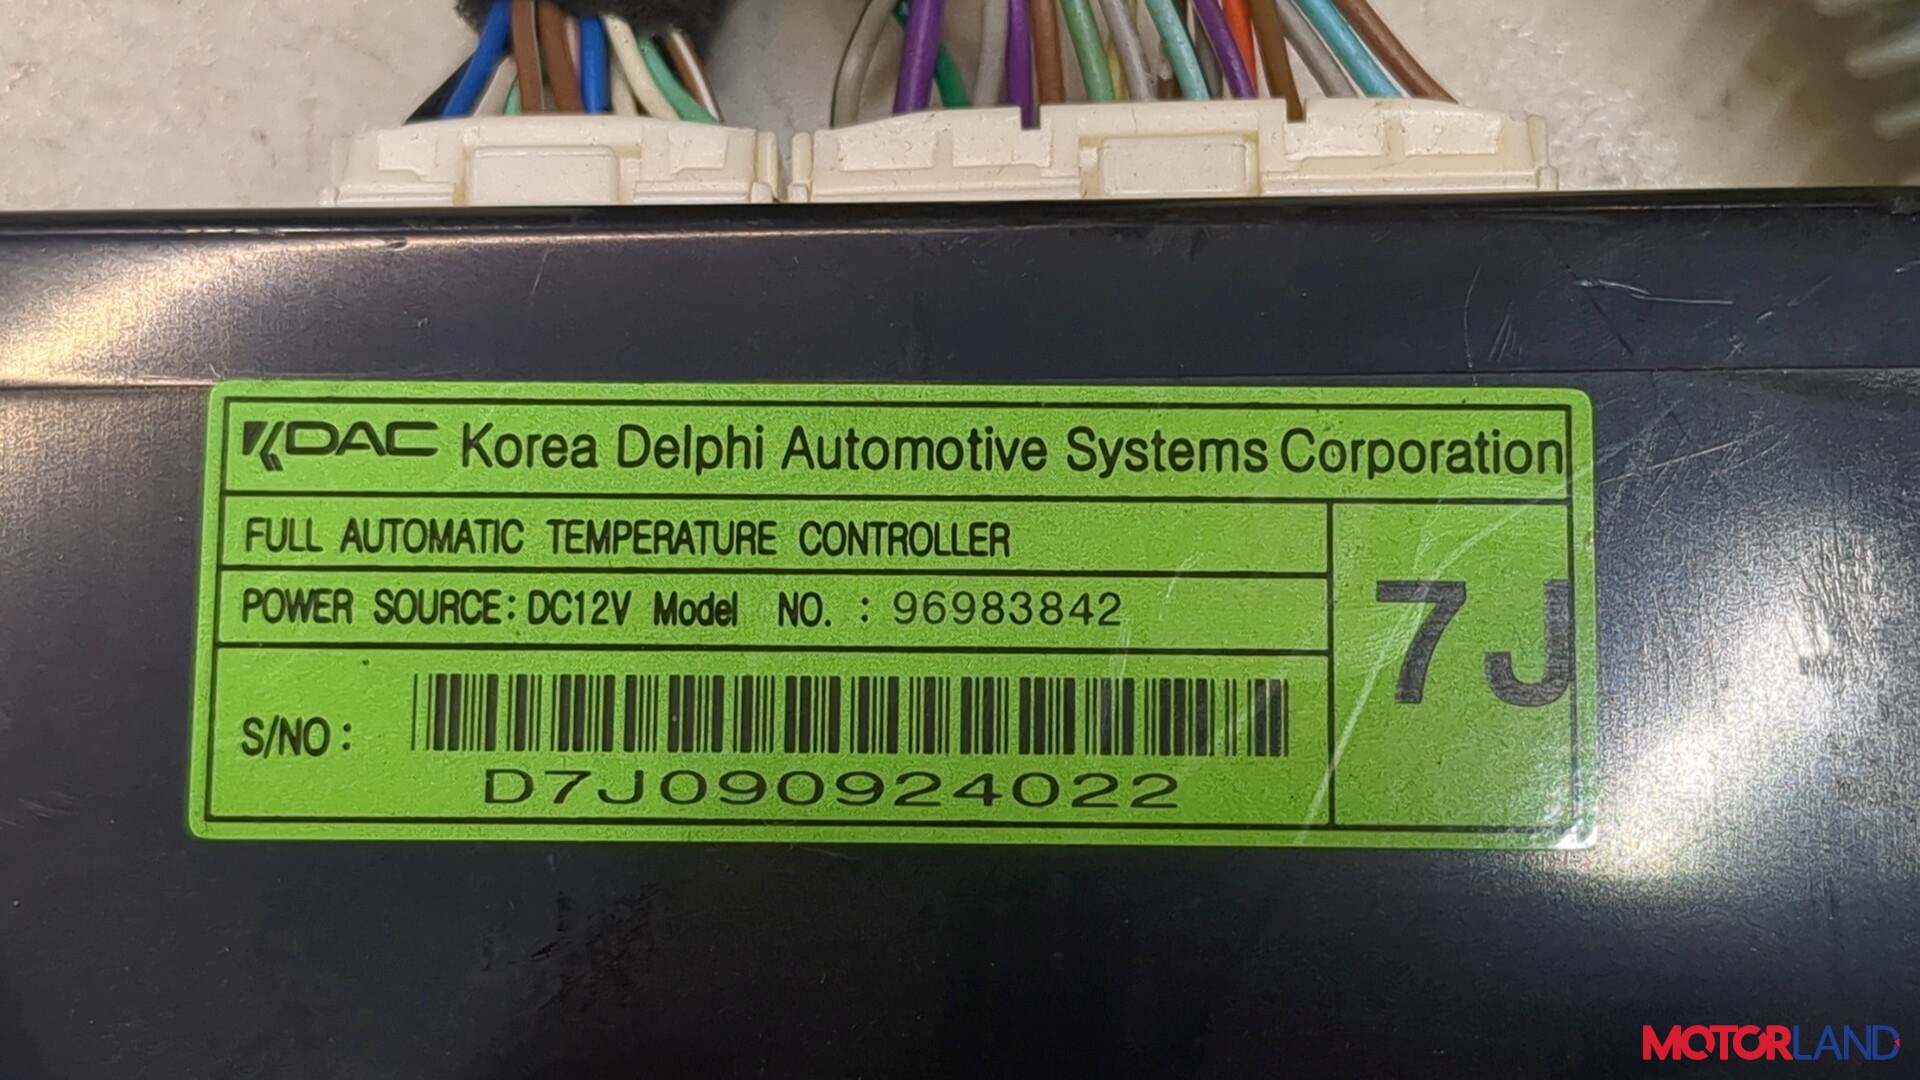 KDAC Korea Delphi Automotive Systems Corporation
FULL AUTOMATIC TEMPERATURE CONTROLLER
POWER SOURCE: DC12V Model NO. : 96983842
7J
S/NO :
D7J090924022
MOTORLAND